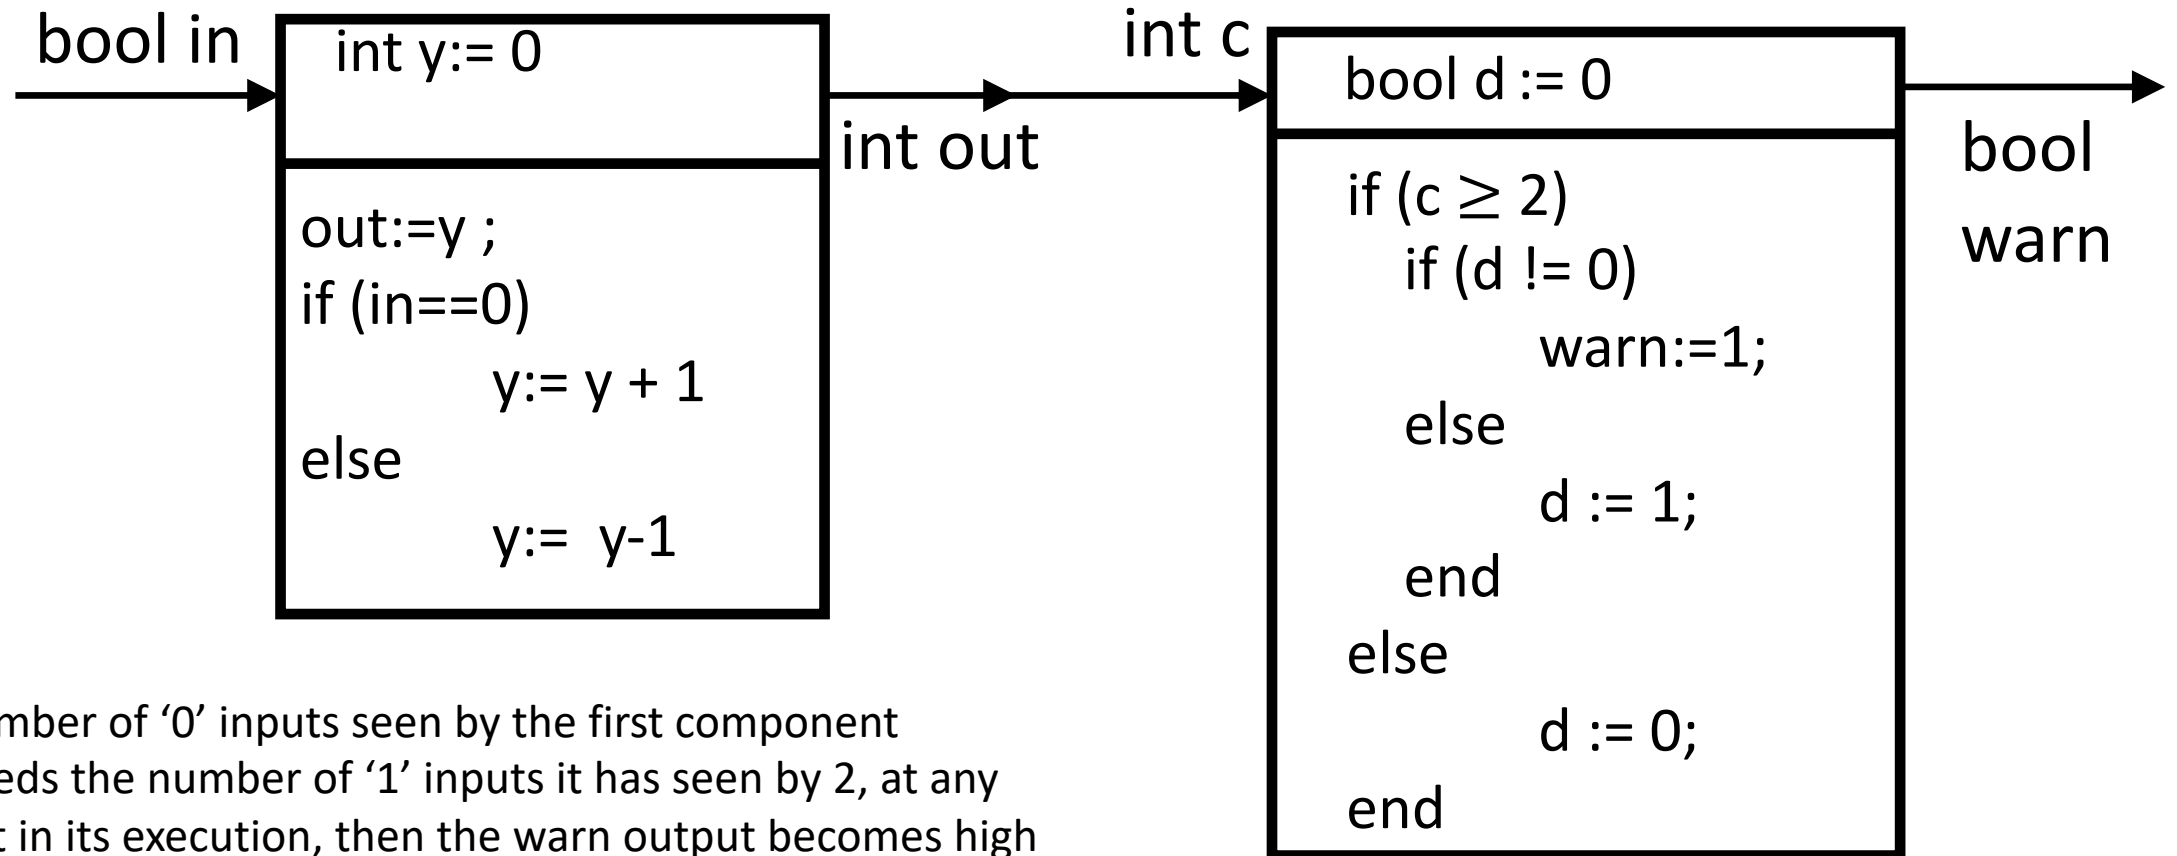 bool in
int y:= 0
out:=y ;
if (in==0)
y:= y + 1
else
y:= y-1
int out
int c
bool d := 0
if (c ≥ 2)
if (d != 0)
warn:=1;
else
d := 1;
end
else
d := 0;
end
bool
warn
of ‘0’ inputs seen by the first component
the number of ‘1’ inputs it has seen by 2, at any
in its execution, then the warn output becomes high